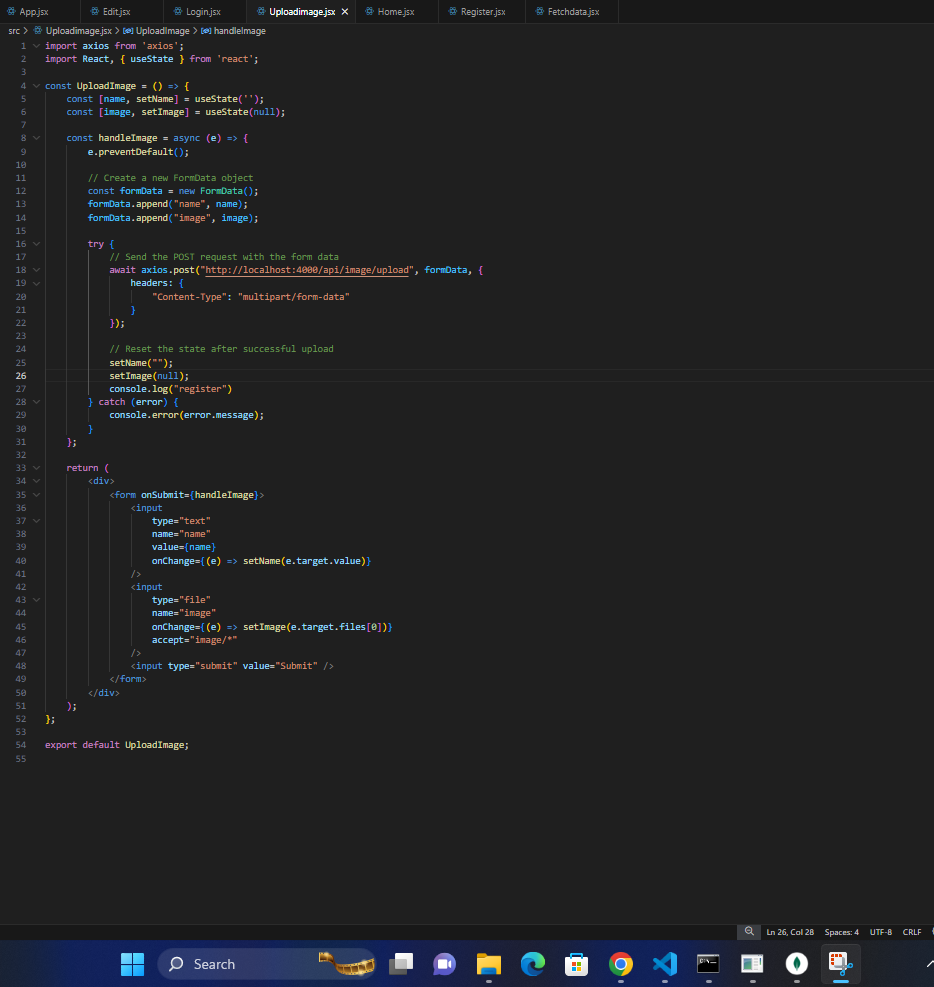 App.jsx Edit.jsx Login.jsx Uploadimage.jsx Home.jsx Register.jsx Fetchdata.jsx
src > Uploadimage.jsx > UploadImage > handleImage
1 import axios from 'axios';
2 import React, { useState } from 'react';
3
4 const UploadImage = () => {
5     const [name, setName] = useState('');
6     const [image, setImage] = useState(null);
7
8     const handleImage = async (e) => {
9         e.preventDefault();
10
11         // Create a new FormData object
12         const formData = new FormData();
13         formData.append("name", name);
14         formData.append("image", image);
15
16         try {
17             // Send the POST request with the form data
18             await axios.post("http://localhost:4000/api/image/upload", formData, {
19                 headers: {
20                     "Content-Type": "multipart/form-data"
21                 }
22             });
23
24             // Reset the state after successful upload
25             setName("");
26             setImage(null);
27             console.log("register")
28         } catch (error) {
29             console.error(error.message);
30         }
31     };
32
33     return (
34         <div>
35             <form onSubmit={handleImage}>
36                 <input
37                     type="text"
38                     name="name"
39                     value={name}
40                     onChange={(e) => setName(e.target.value)}
41                 />
42                 <input
43                     type="file"
44                     name="image"
45                     onChange={(e) => setImage(e.target.files[0])}
46                     accept="image/*"
47                 />
48                 <input type="submit" value="Submit" />
49             </form>
50         </div>
51     );
52 };
53
54 export default UploadImage;
55
Ln 26, Col 28 Spaces: 4 UTF-8 CRLF
Search